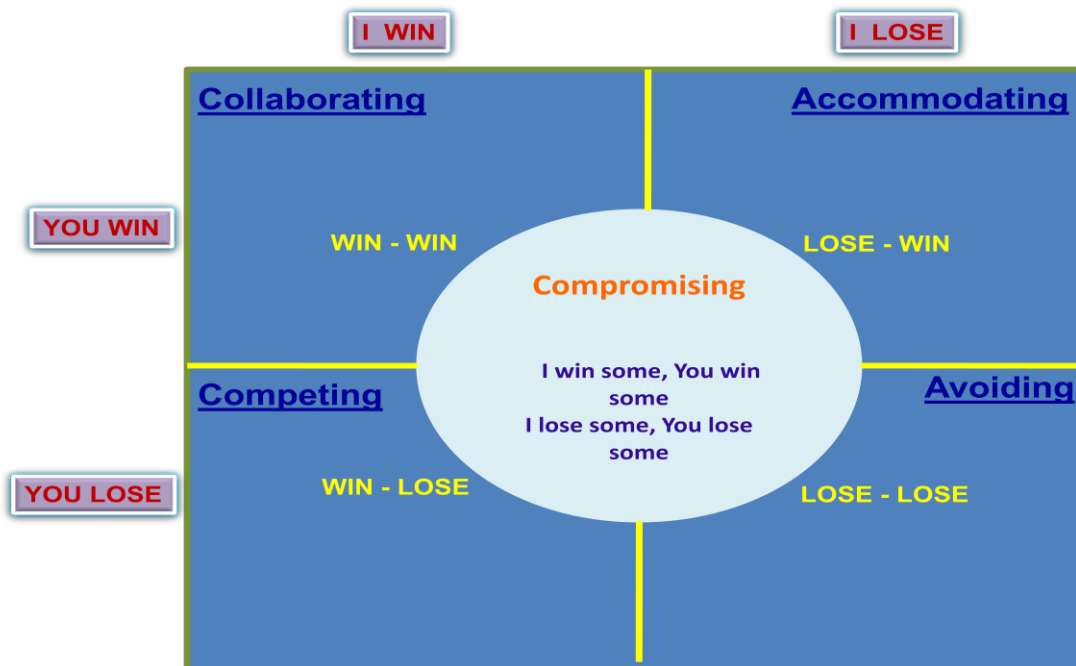 I WIN
I LOSE
Collaborating
Accommodating
YOU WIN
WIN - WIN
LOSE - WIN
Compromising
I win some, You win
some
I lose some, You lose
some
Competing
Avoiding
YOU LOSE
WIN - LOSE
LOSE - LOSE